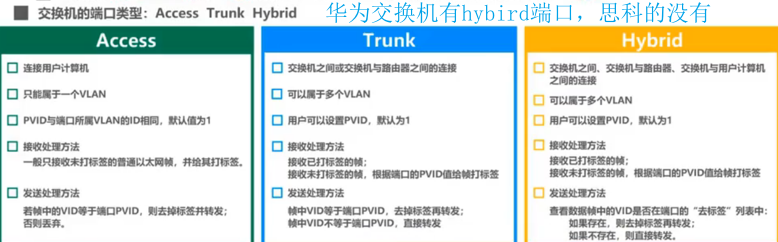 交换机的端口类型：Access Trunk Hybrid
华为交换机有hybird端口，思科的没有
Access
连接用户计算机
只能属于一个VLAN
PVID与端口所属VLAN的ID相同，默认值为1
接收处理方法
一般只接收未打标签的普通以太网帧，并给其打标签。
发送处理方法
若帧中的VID等于端口PVID，则去掉标签并转发；
否则丢弃。
Trunk
交换机之间或交换机与路由器之间的连接
可以属于多个VLAN
用户可以设置PVID，默认为1
接收处理方法
接收已打标签的帧；
接收未打标签的帧，根据端口的PVID值给帧打标签
发送处理方法
帧中VID等于端口PVID，去掉标签再转发；
帧中VID不等于端口PVID，直接转发
Hybrid
交换机之间、交换机与路由器、交换机与用户计算机
之间的连接
可以属于多个VLAN
用户可以设置PVID，默认为1
接收处理方法
接收已打标签的帧；
接收未打标签的帧，根据端口的PVID值给帧打标签
发送处理方法
查看数据帧中的VID是否在端口的“去标签”列表中：
如果存在，则去掉标签再转发；
如果不存在，则直接转发。